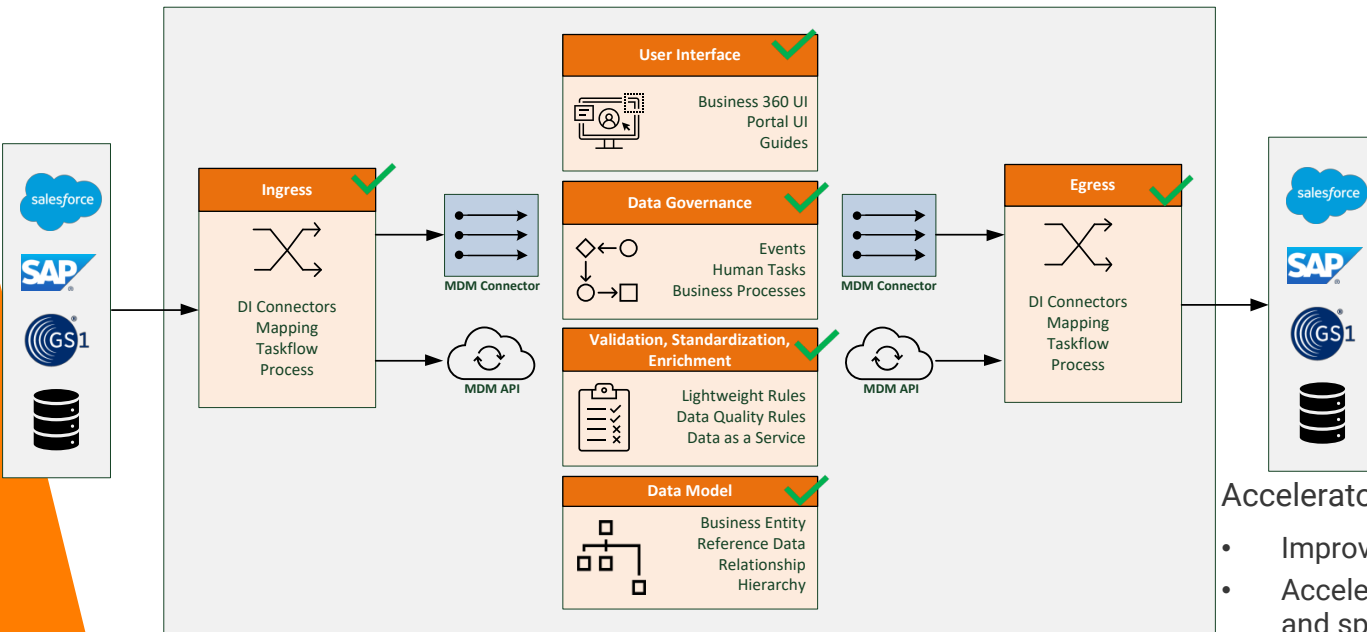 salesforce
SAP
®
GS1
®
Ingress
DI Connectors
Mapping
Taskflow
Process
MDM Connector
MDM API
User Interface
Business 360 UI
Portal UI
Guides
Data Governance
Events
Human Tasks
Business Processes
Validation, Standardization,
Enrichment
Lightweight Rules
Data Quality Rules
Data as a Service
Data Model
Business Entity
Reference Data
Relationship
Hierarchy
MDM Connector
MDM API
Egress
DI Connectors
Mapping
Taskflow
Process
salesforce
SAP
®
GS1
®
•
• and